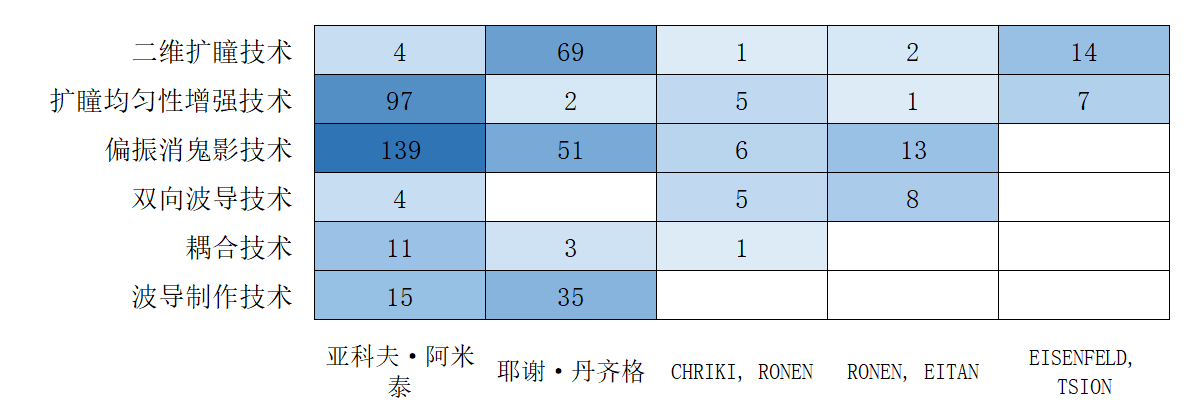 二维扩瞳技术 4 69 1 2 14
扩瞳均匀性增强技术 97 2 5 1 7
偏振消鬼影技术 139 51 6 13
双向波导技术 4 5 8
耦合技术 11 3 1
波导制作技术 15 35
亚科夫·阿米
泰
耶谢·丹齐格
CHRIKI, RONEN
RONEN, EITAN
EISENFELD,
TSION